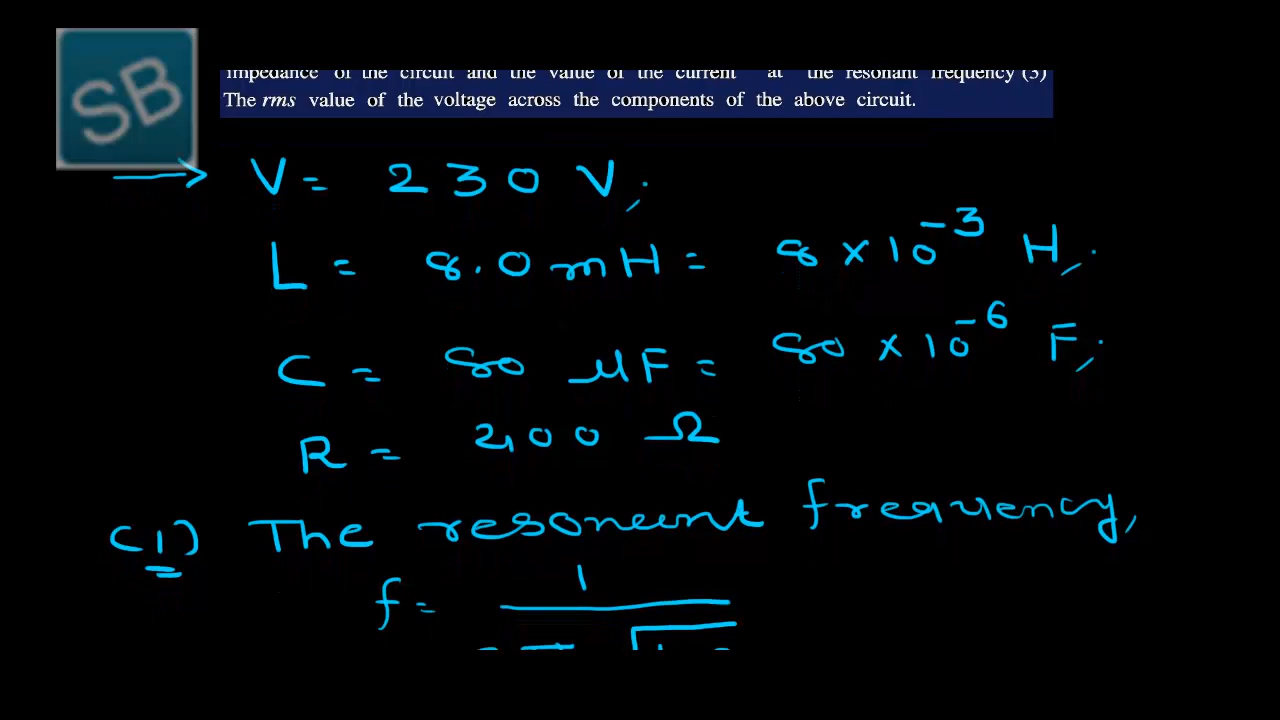 SB
impedance of the circuit and the value of the current at the resonant frequency (3)
The rms value of the voltage across the components of the above circuit.
V = 230 V;
L = 8.0 mH = 8 × 10⁻³ H;
C = 80 μF = 80 × 10⁻⁶ F;
R = 400 Ω
(1) The resonant frequency,
f = 1